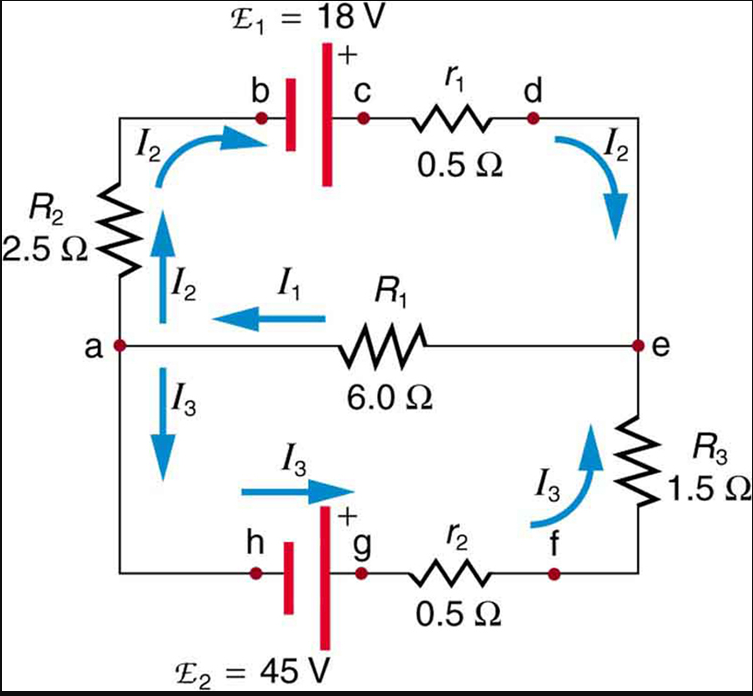 ℰ₁ = 18 V
+
b
c
r₁
d
I₂
0.5 Ω
I₂
R₂
2.5 Ω
I₂
I₁
R₁
a
e
6.0 Ω
I₃
I₃
I₃
R₃
1.5 Ω
+
h
g
r₂
f
0.5 Ω
ℰ₂ = 45 V